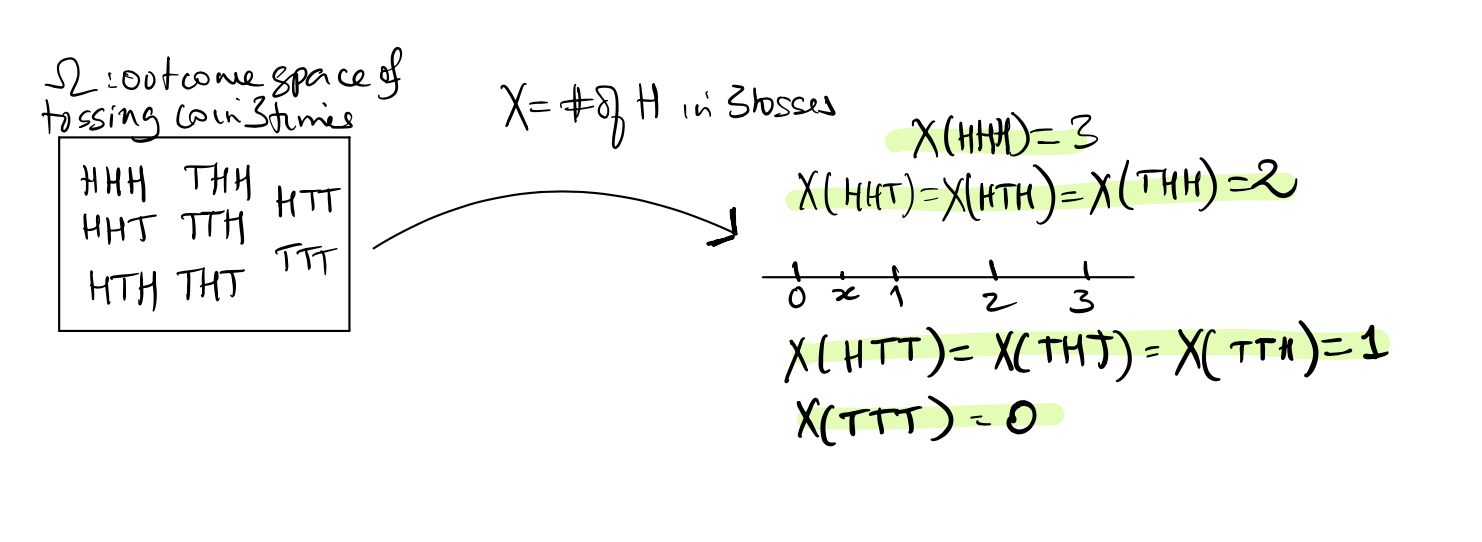 Ω: outcome space of
tossing coin 3 times
HHH THH HTT
HHT TTH
TTT
HTH THT
X = # of H in 3 tosses
X(HHH) = 3
X(HHT) = X(HTH) = X(THH) = 2
0 x 1 2 3
X(HTT) = X(THT) = X(TTH) = 1
X(TTT) = 0